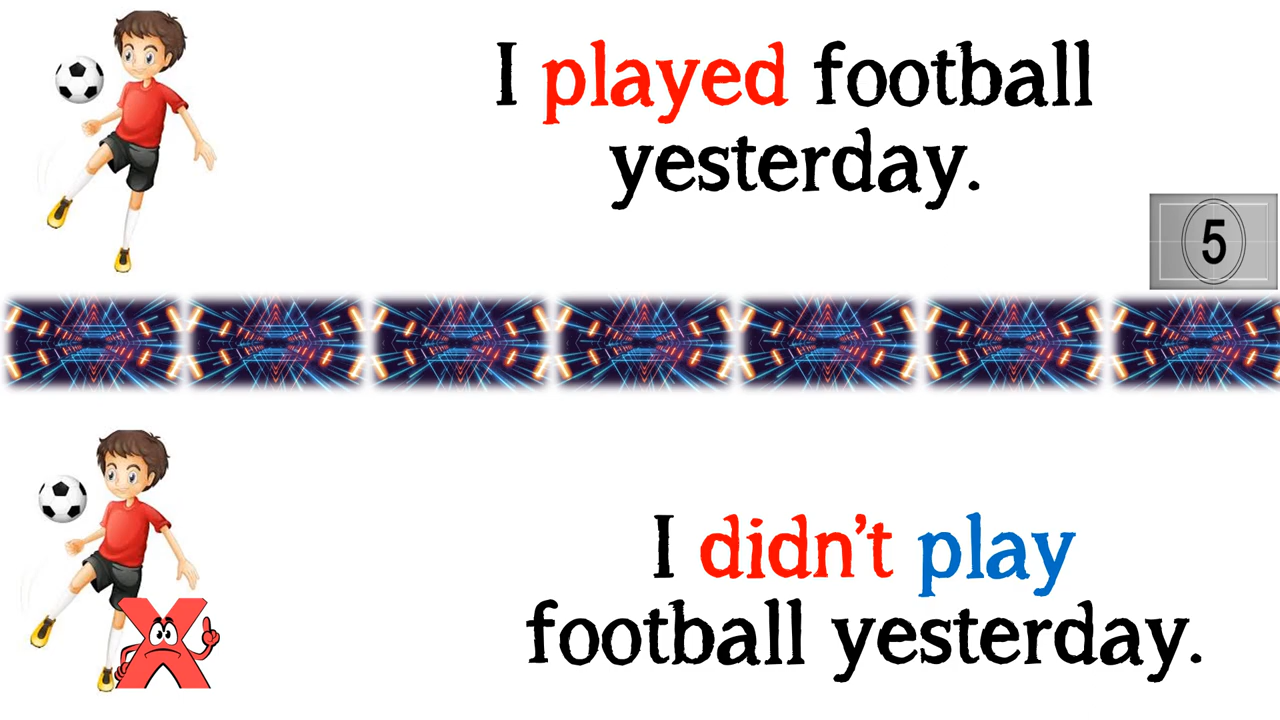 I played football
yesterday.
5
I didn't play
football yesterday.